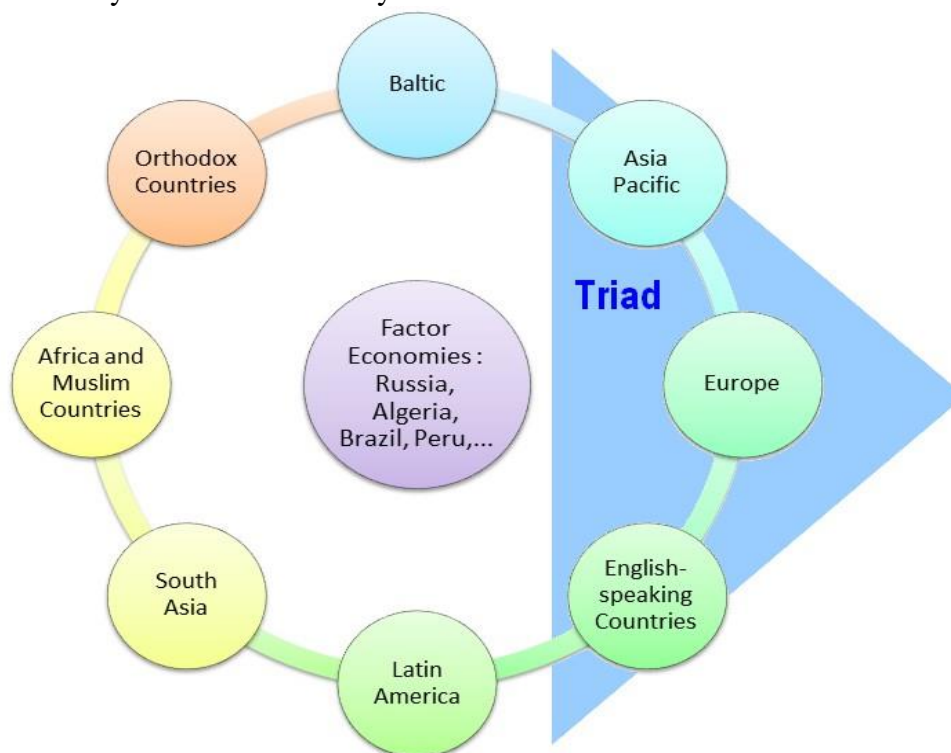 Baltic
Asia
Pacific
Europe
English-
speaking
Countries
Latin
America
South
Asia
Africa and
Muslim
Countries
Orthodox
Countries
Triad
Factor
Economies :
Russia,
Algeria,
Brazil, Peru,...